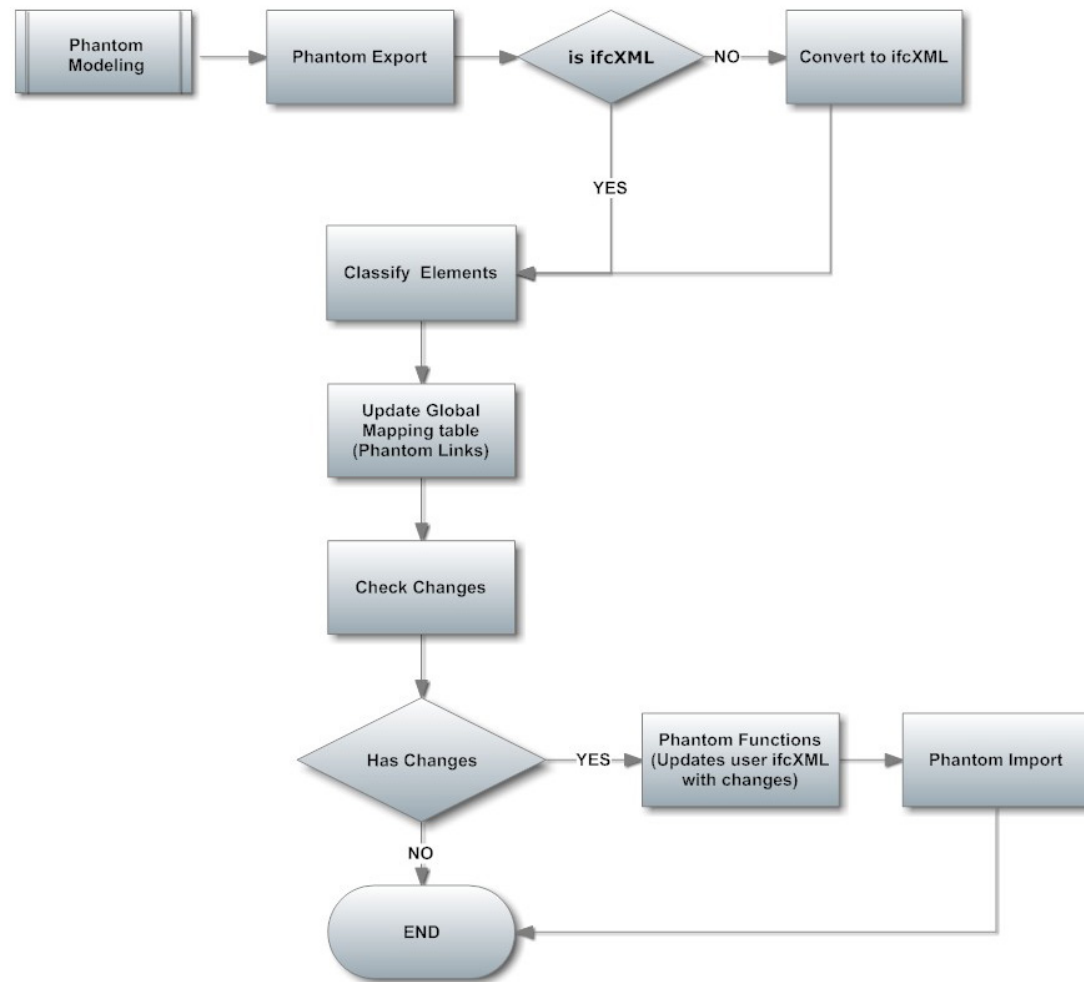 Phantom
Modeling
Phantom Export
is ifcXML
NO
Convert to ifcXML
YES
Classify Elements
Update Global
Mapping table
(Phantom Links)
Check Changes
Has Changes
YES
Phantom Functions
(Updates user ifcXML
with changes)
Phantom Import
NO
END